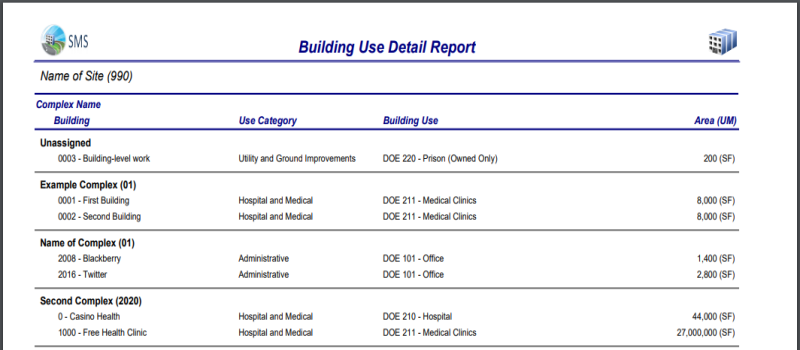 SMS
Building Use Detail Report
Name of Site (990)
Complex Name
Building Use Category Building Use Area (UM)
Unassigned
0003 - Building-level work Utility and Ground Improvements DOE 220 - Prison (Owned Only) 200 (SF)
Example Complex (01)
0001 - First Building Hospital and Medical DOE 211 - Medical Clinics 8,000 (SF)
0002 - Second Building Hospital and Medical DOE 211 - Medical Clinics 8,000 (SF)
Name of Complex (01)
2008 - Blackberry Administrative DOE 101 - Office 1,400 (SF)
2016 - Twitter Administrative DOE 101 - Office 2,800 (SF)
Second Complex (2020)
0 - Casino Health Hospital and Medical DOE 210 - Hospital 44,000 (SF)
1000 - Free Health Clinic Hospital and Medical DOE 211 - Medical Clinics 27,000,000 (SF)